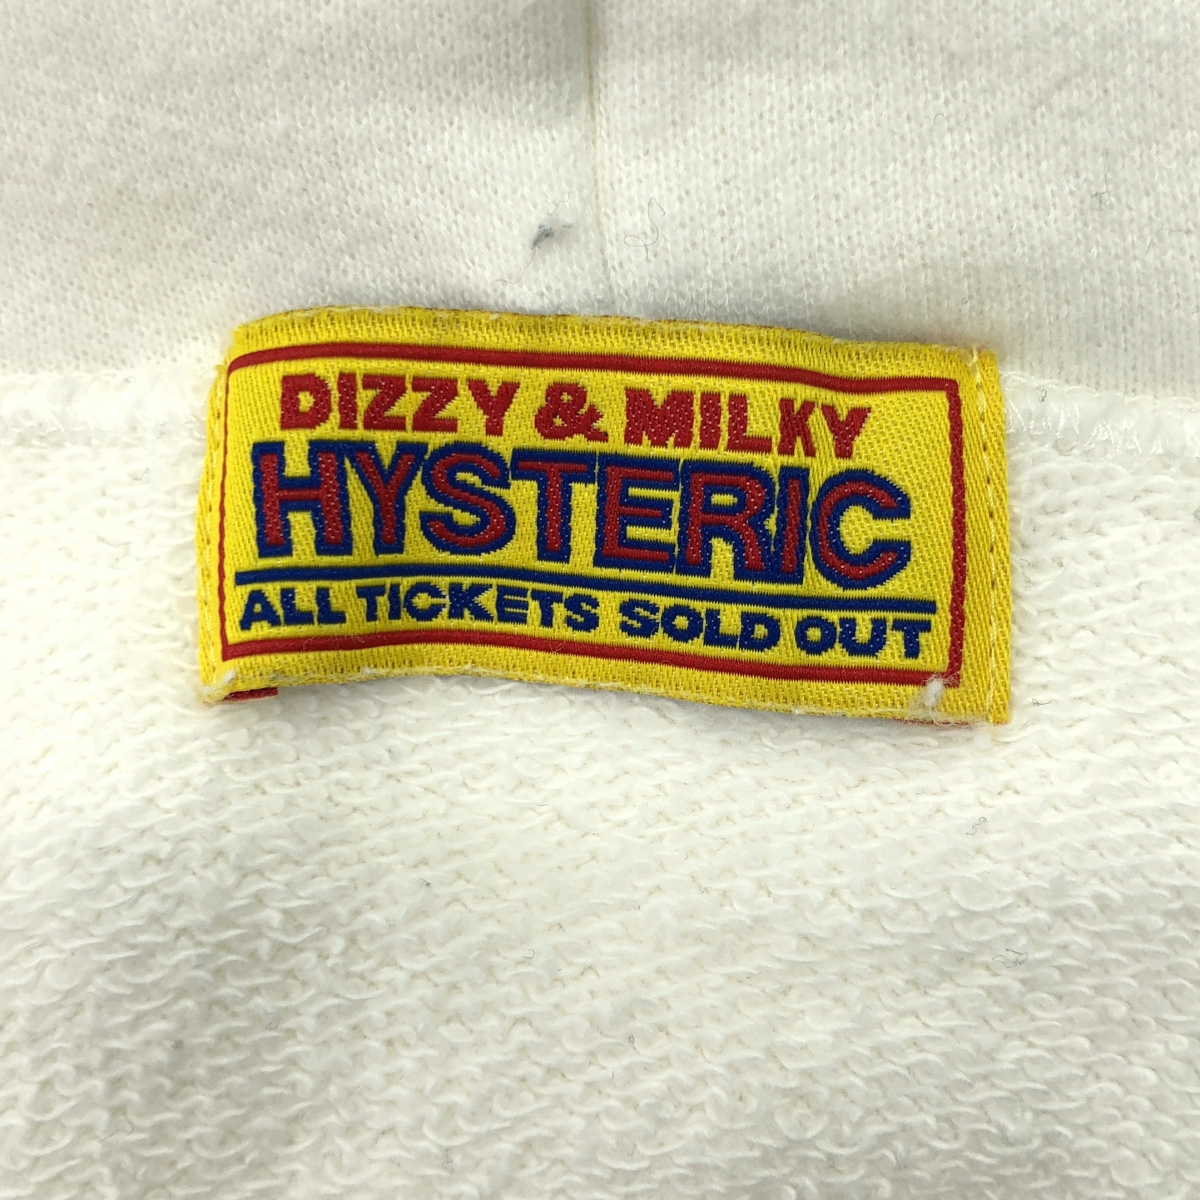 DIZZY & MILKY
HYSTERIC
ALL TICKETS SOLD OUT